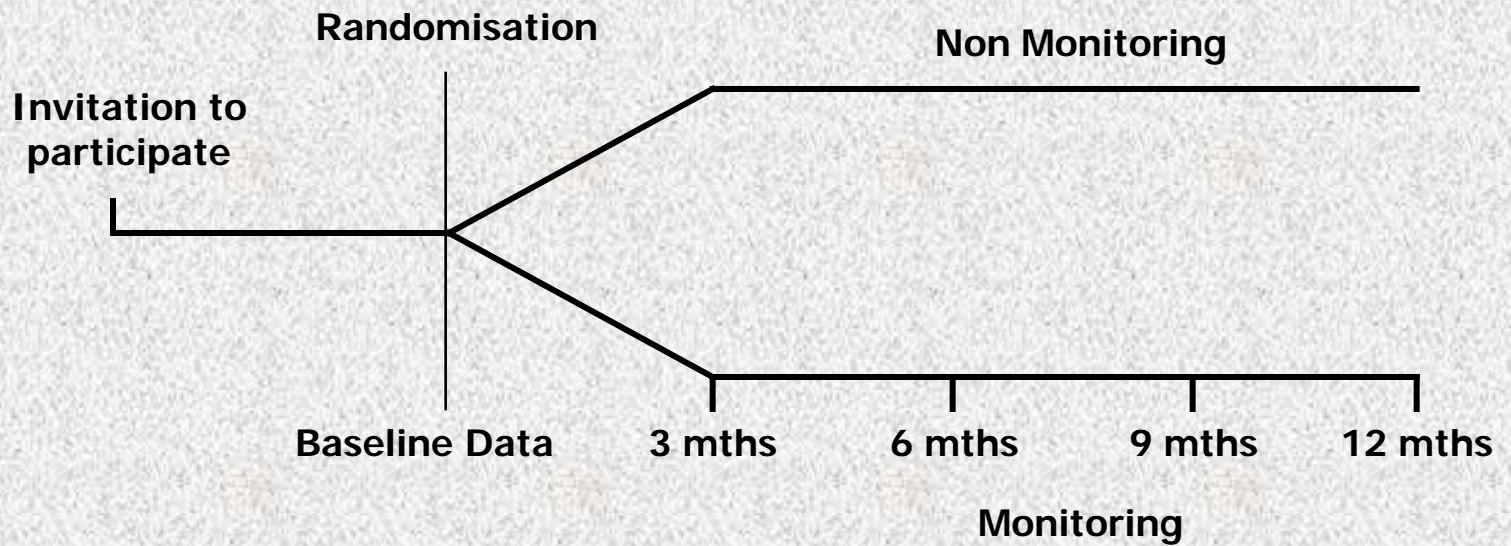 Randomisation
Non Monitoring
Invitation to
participate
Baseline Data
3 mths
6 mths
9 mths
12 mths
Monitoring